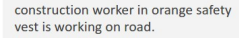 construction worker in orange safety
vest is working on road.